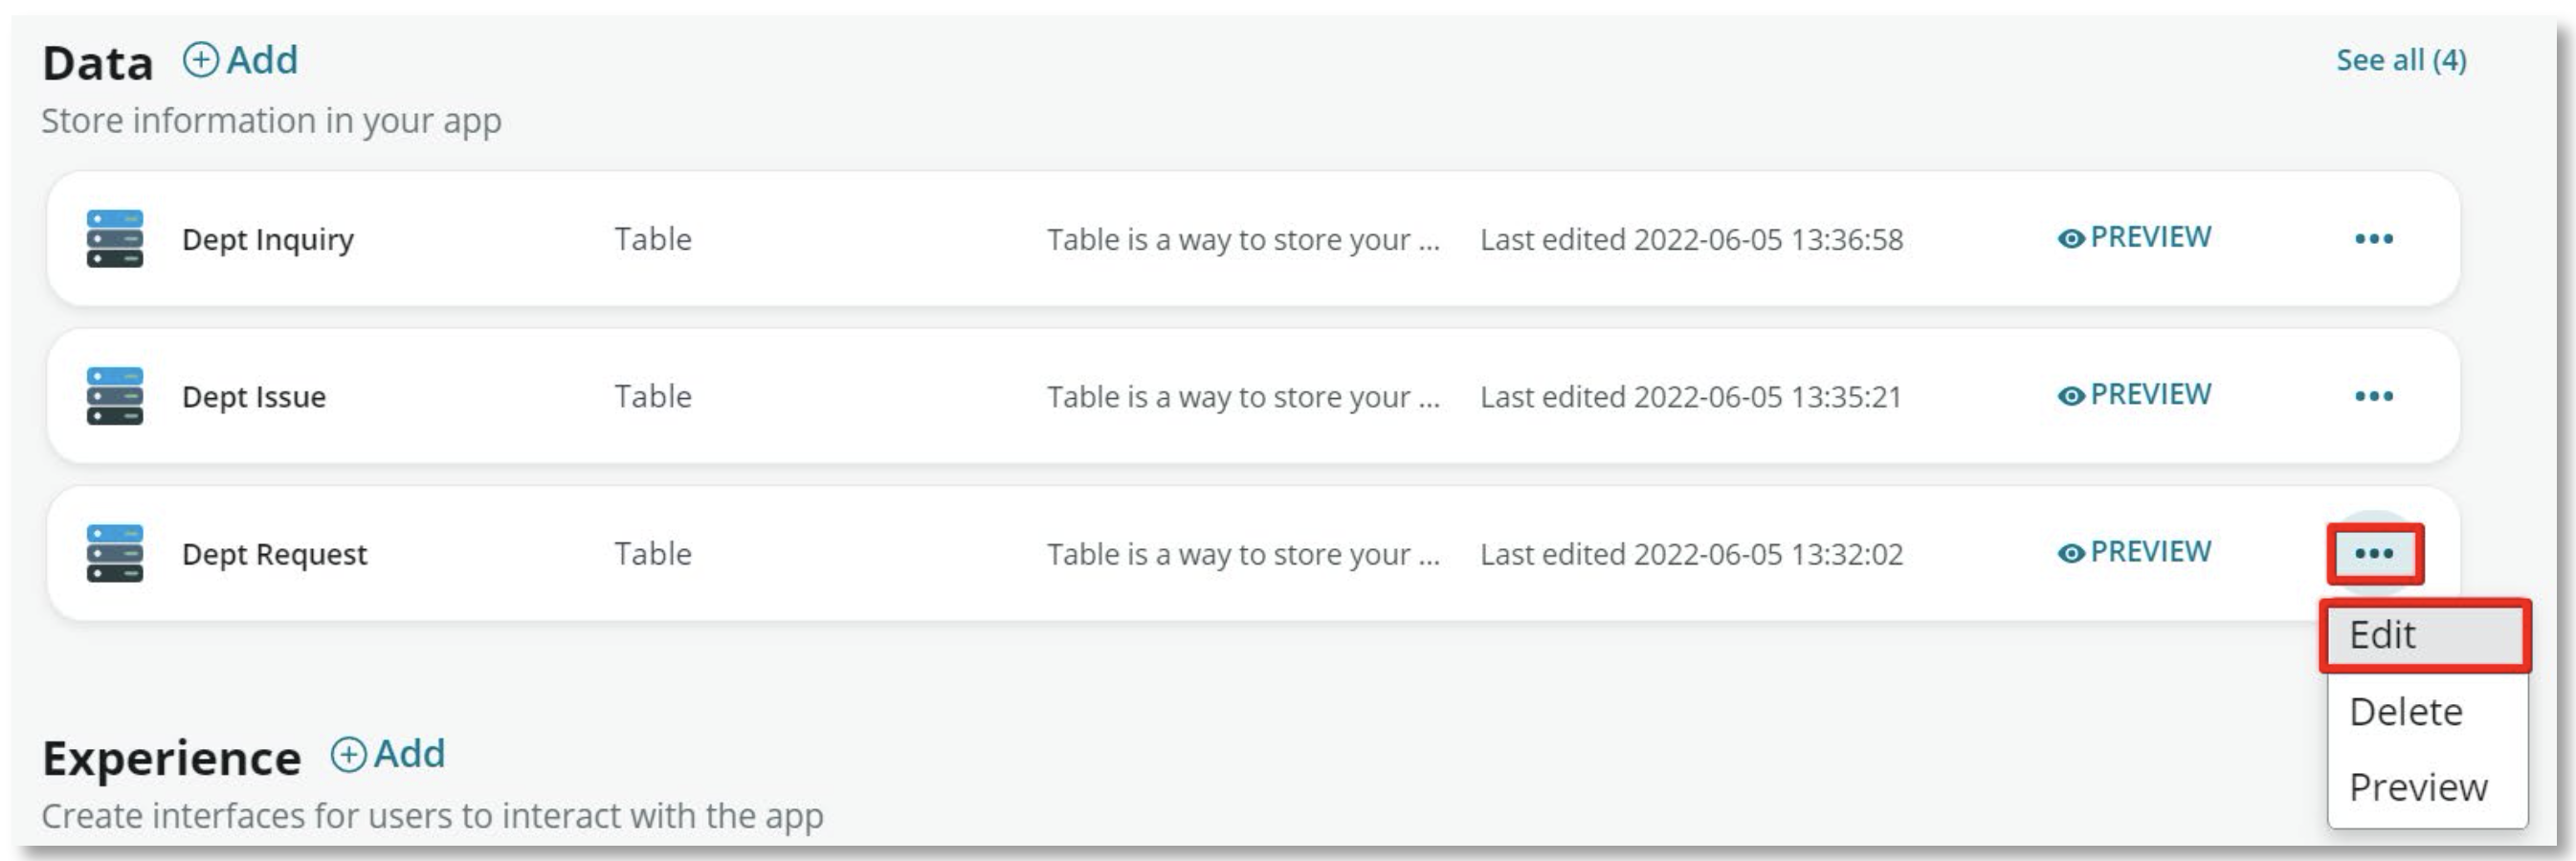 Data Add See all (4)
Store information in your app
Dept Inquiry Table Table is a way to store your ... Last edited 2022-06-05 13:36:58 PREVIEW
Dept Issue Table Table is a way to store your ... Last edited 2022-06-05 13:35:21 PREVIEW
Dept Request Table Table is a way to store your ... Last edited 2022-06-05 13:32:02 PREVIEW
Edit
Delete
Preview
Experience Add
Create interfaces for users to interact with the app